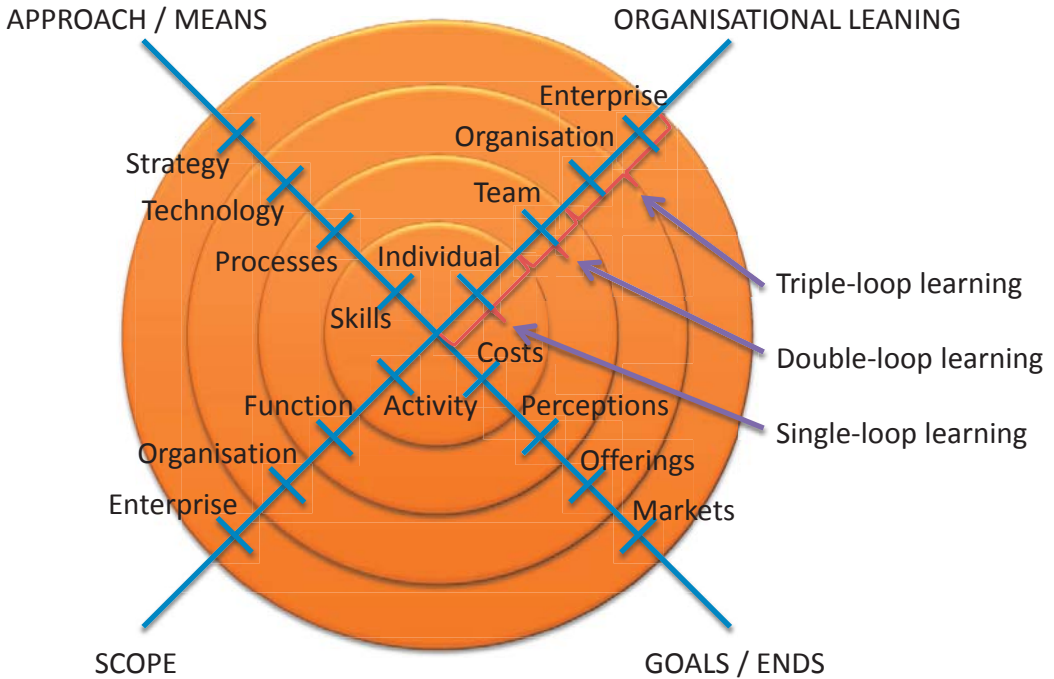 APPROACH / MEANS
ORGANISATIONAL LEANING
Enterprise
Organisation
Strategy
Team
Technology
Individual
Processes
Triple-loop learning
Skills
Costs
Double-loop learning
Function
Activity
Perceptions
Single-loop learning
Organisation
Offerings
Enterprise
Markets
SCOPE
GOALS / ENDS